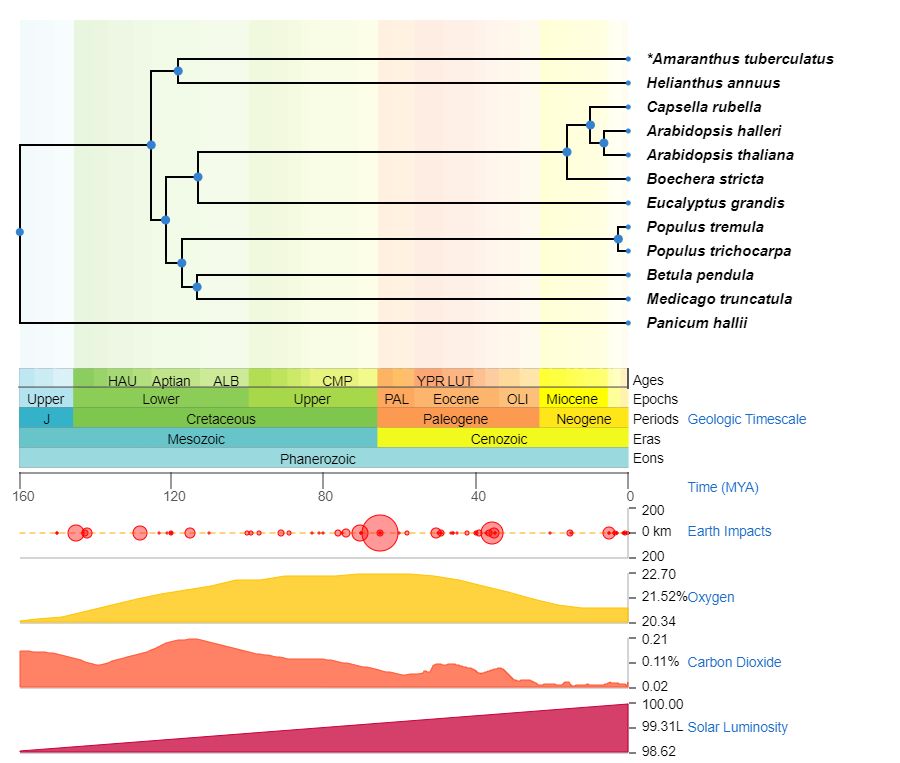 *Amaranthus tuberculatus
Helianthus annuus
Capsella rubella
Arabidopsis halleri
Arabidopsis thaliana
Boechera stricta
Eucalyptus grandis
Populus tremula
Populus trichocarpa
Betula pendula
Medicago truncatula
Panicum hallii
HAU Aptian ALB CMP YPR LUT Ages
Upper Lower Upper PAL Eocene OLI Miocene Epochs
J Cretaceous Paleogene Neogene Periods Geologic Timescale
Mesozoic Cenozoic Eras
Phanerozoic Eons
160 120 80 40 0 Time (MYA)
200
0 km Earth Impacts
200
22.70
21.52% Oxygen
20.34
0.21
0.11% Carbon Dioxide
0.02
100.00
99.31L Solar Luminosity
98.62